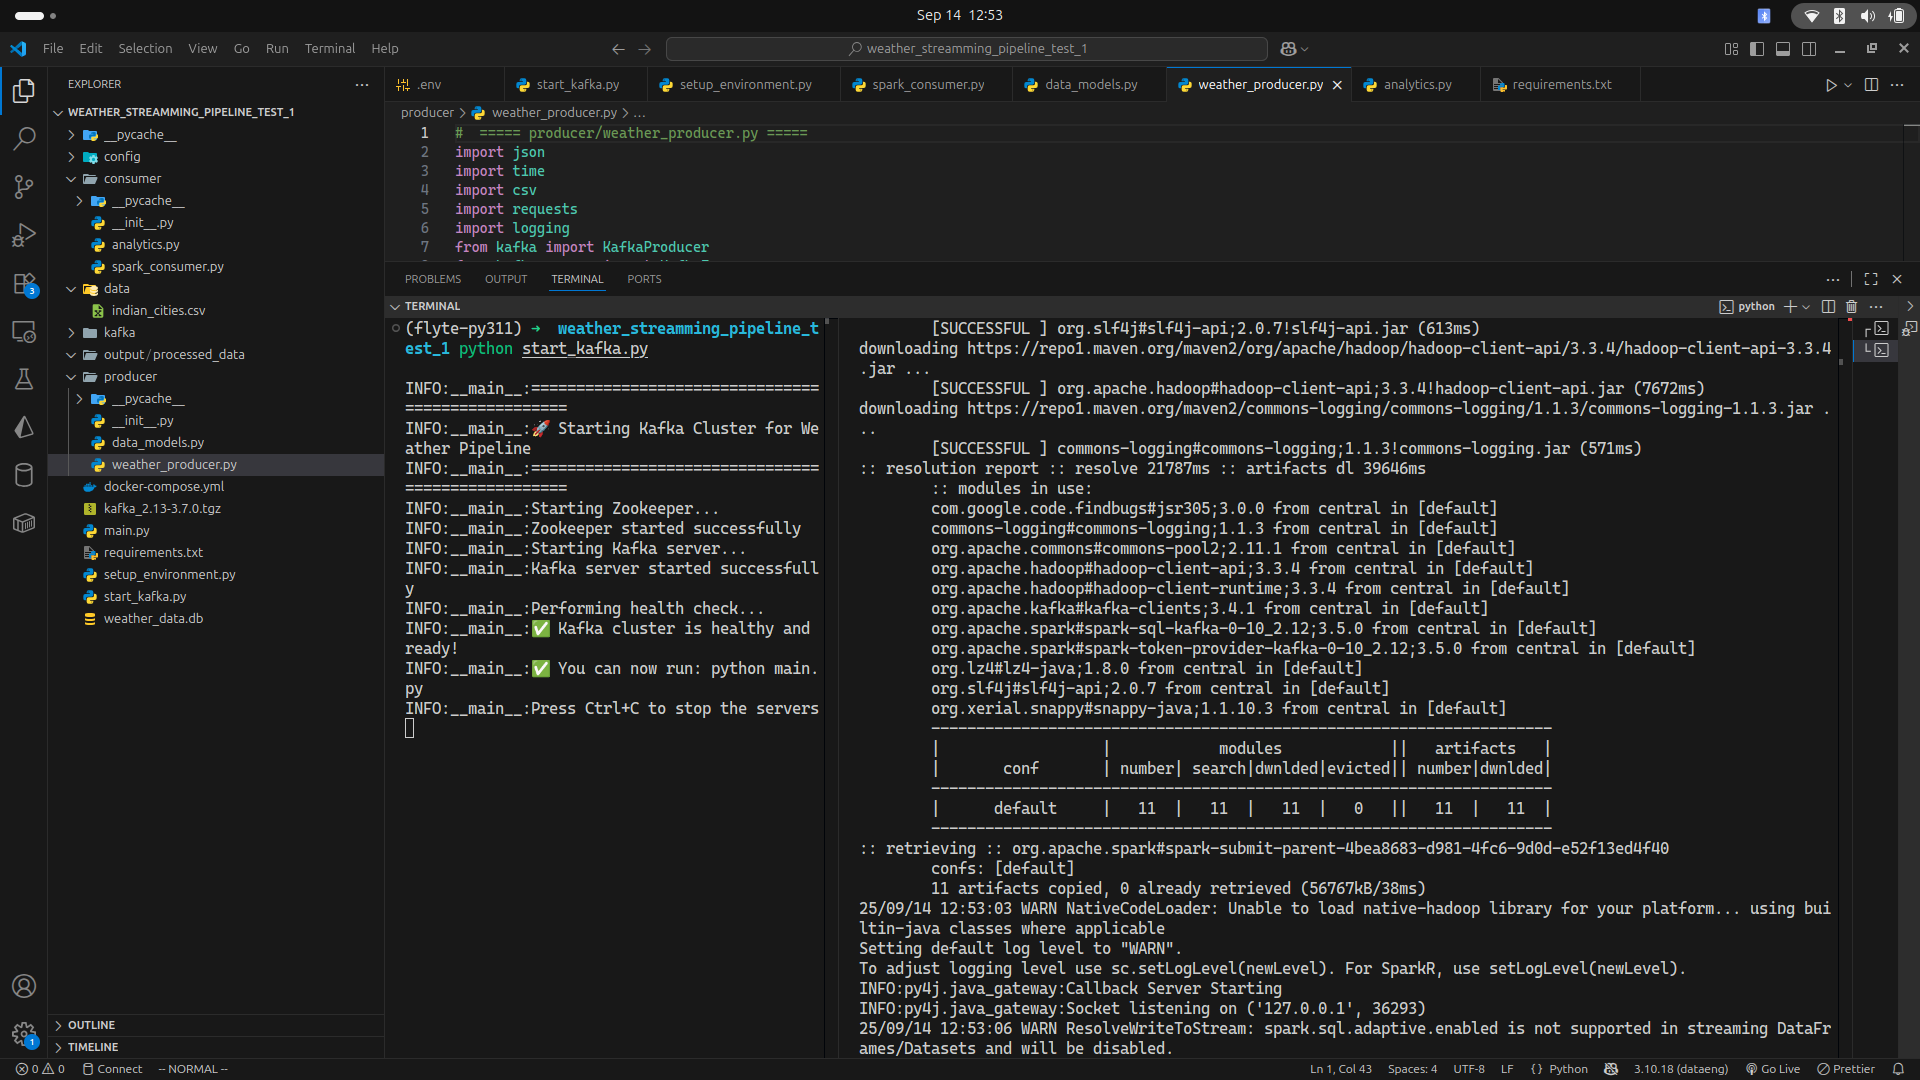 Sep 14 12:53
File Edit Selection View Go Run Terminal Help
weather_streamming_pipeline_test_1
EXPLORER
WEATHER_STREAMMING_PIPELINE_TEST_1
__pycache__
config
consumer
__pycache__
__init__.py
analytics.py
spark_consumer.py
data
indian_cities.csv
kafka
output/processed_data
producer
__pycache__
__init__.py
data_models.py
weather_producer.py
docker-compose.yml
kafka_2.13-3.7.0.tgz
main.py
requirements.txt
setup_environment.py
start_kafka.py
weather_data.db
OUTLINE
TIMELINE
3
1
.env start_kafka.py setup_environment.py spark_consumer.py data_models.py weather_producer.py analytics.py requirements.txt
producer > weather_producer.py > ...
1 # ===== producer/weather_producer.py =====
2 import json
3 import time
4 import csv
5 import requests
6 import logging
7 from kafka import KafkaProducer
PROBLEMS OUTPUT TERMINAL PORTS
TERMINAL
python
(flyte-py311) → weather_streamming_pipeline_t
est_1 python start_kafka.py
INFO:__main__:================================
==================
INFO:__main__:🚀 Starting Kafka Cluster for We
ather Pipeline
INFO:__main__:================================
==================
INFO:__main__:Starting Zookeeper...
INFO:__main__:Zookeeper started successfully
INFO:__main__:Starting Kafka server...
INFO:__main__:Kafka server started successfull
y
INFO:__main__:Performing health check...
INFO:__main__:✅ Kafka cluster is healthy and
ready!
INFO:__main__:✅ You can now run: python main.
py
INFO:__main__:Press Ctrl+C to stop the servers
[SUCCESSFUL ] org.slf4j#slf4j-api;2.0.7!slf4j-api.jar (613ms)
downloading https://repo1.maven.org/maven2/org/apache/hadoop/hadoop-client-api/3.3.4/hadoop-client-api-3.3.4
.jar ...
[SUCCESSFUL ] org.apache.hadoop#hadoop-client-api;3.3.4!hadoop-client-api.jar (7672ms)
downloading https://repo1.maven.org/maven2/commons-logging/commons-logging/1.1.3/commons-logging-1.1.3.jar .
..
[SUCCESSFUL ] commons-logging#commons-logging;1.1.3!commons-logging.jar (571ms)
:: resolution report :: resolve 21787ms :: artifacts dl 39646ms
:: modules in use:
com.google.code.findbugs#jsr305;3.0.0 from central in [default]
commons-logging#commons-logging;1.1.3 from central in [default]
org.apache.commons#commons-pool2;2.11.1 from central in [default]
org.apache.hadoop#hadoop-client-api;3.3.4 from central in [default]
org.apache.hadoop#hadoop-client-runtime;3.3.4 from central in [default]
org.apache.kafka#kafka-clients;3.4.1 from central in [default]
org.apache.spark#spark-sql-kafka-0-10_2.12;3.5.0 from central in [default]
org.apache.spark#spark-token-provider-kafka-0-10_2.12;3.5.0 from central in [default]
org.lz4#lz4-java;1.8.0 from central in [default]
org.slf4j#slf4j-api;2.0.7 from central in [default]
org.xerial.snappy#snappy-java;1.1.10.3 from central in [default]
---------------------------------------------------------------------
| | modules || artifacts |
| conf | number| search|dwnlded|evicted|| number|dwnlded|
---------------------------------------------------------------------
| default | 11 | 11 | 11 | 0 || 11 | 11 |
---------------------------------------------------------------------
:: retrieving :: org.apache.spark#spark-submit-parent-4bea8683-d981-4fc6-9d0d-e52f13ed4f40
confs: [default]
11 artifacts copied, 0 already retrieved (56767kB/38ms)
25/09/14 12:53:03 WARN NativeCodeLoader: Unable to load native-hadoop library for your platform... using bui
ltin-java classes where applicable
Setting default log level to "WARN".
To adjust logging level use sc.setLogLevel(newLevel). For SparkR, use setLogLevel(newLevel).
INFO:py4j.java_gateway:Callback Server Starting
INFO:py4j.java_gateway:Socket listening on ('127.0.0.1', 36293)
25/09/14 12:53:06 WARN ResolveWriteToStream: spark.sql.adaptive.enabled is not supported in streaming DataFr
ames/Datasets and will be disabled.
0 0 Connect -- NORMAL -- Ln 1, Col 43 Spaces: 4 UTF-8 LF {} Python 3.10.18 (dataeng) Go Live Prettier